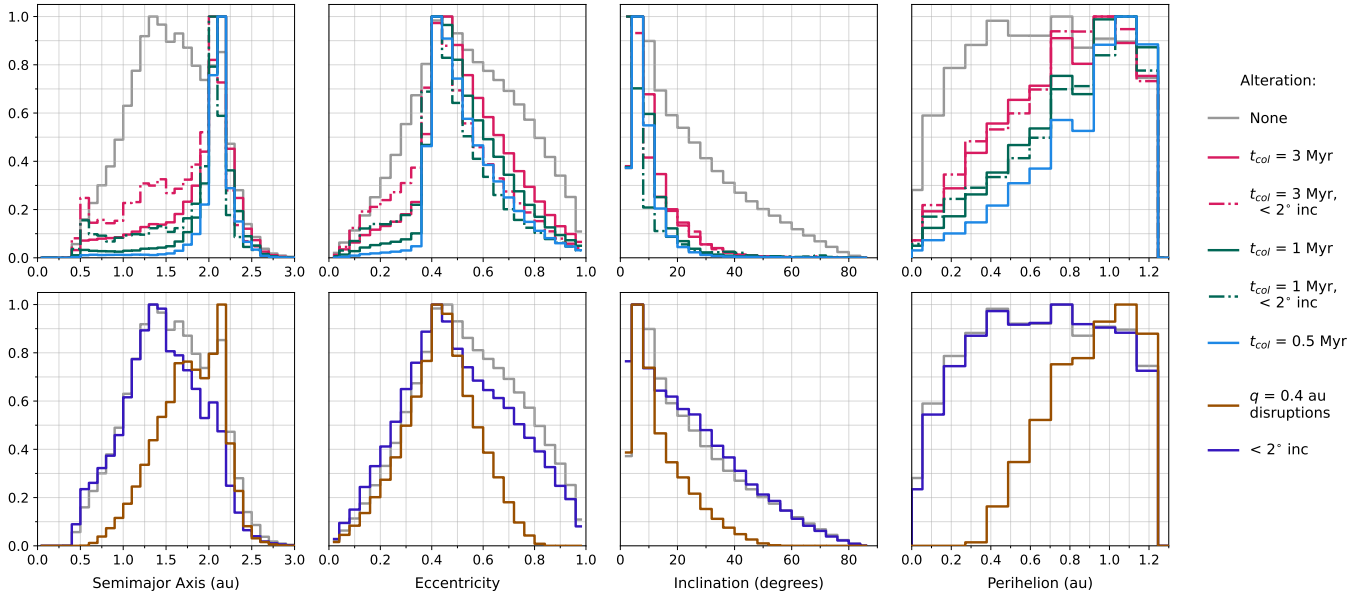 1.0
0.8
0.6
0.4
0.2
0.0
0.0 0.5 1.0 1.5 2.0 2.5 3.0
0.0 0.2 0.4 0.6 0.8 1.0
20 40 60 80
0.0 0.2 0.4 0.6 0.8 1.0 1.2
1.0
0.8
0.6
0.4
0.2
0.0
0.0 0.5 1.0 1.5 2.0 2.5 3.0
Semimajor Axis (au)
0.0 0.2 0.4 0.6 0.8 1.0
Eccentricity
20 40 60 80
Inclination (degrees)
0.0 0.2 0.4 0.6 0.8 1.0 1.2
Perihelion (au)
Alteration:
None
t_col = 3 Myr
t_col = 3 Myr,
< 2° inc
t_col = 1 Myr
t_col = 1 Myr,
< 2° inc
t_col = 0.5 Myr
q = 0.4 au
disruptions
< 2° inc